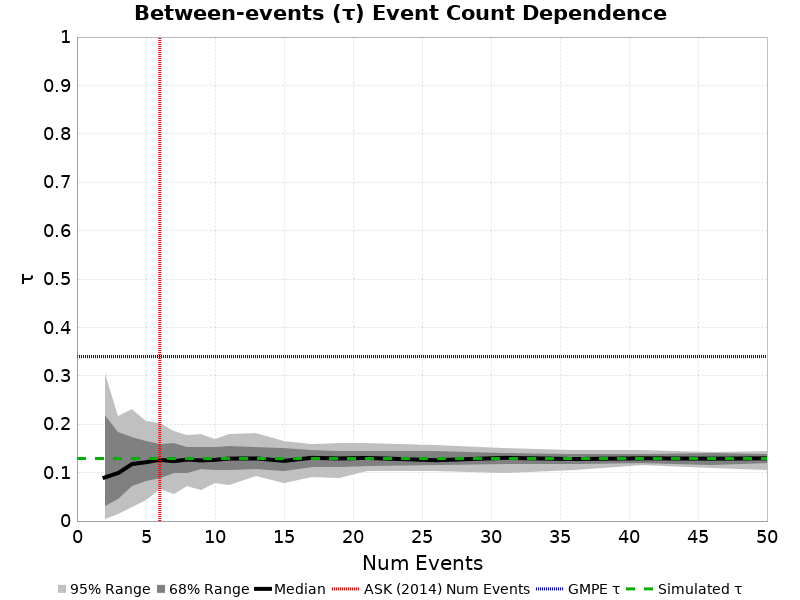 Between-events (τ) Event Count Dependence
1
0.9
0.8
0.7
0.6
0.5
0.4
0.3
0.2
0.1
0
τ
0 5 10 15 20 25 30 35 40 45 50
Num Events
95% Range 68% Range Median ASK (2014) Num Events GMPE τ Simulated τ